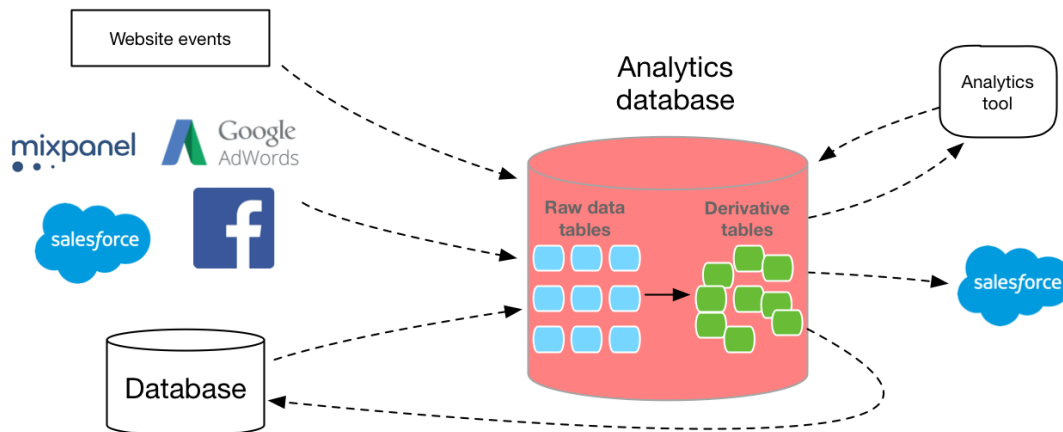 Website events
Analytics
database
Analytics
tool
mixpanel
Google
AdWords
salesforce
f
Raw data
tables
Derivative
tables
salesforce
Database